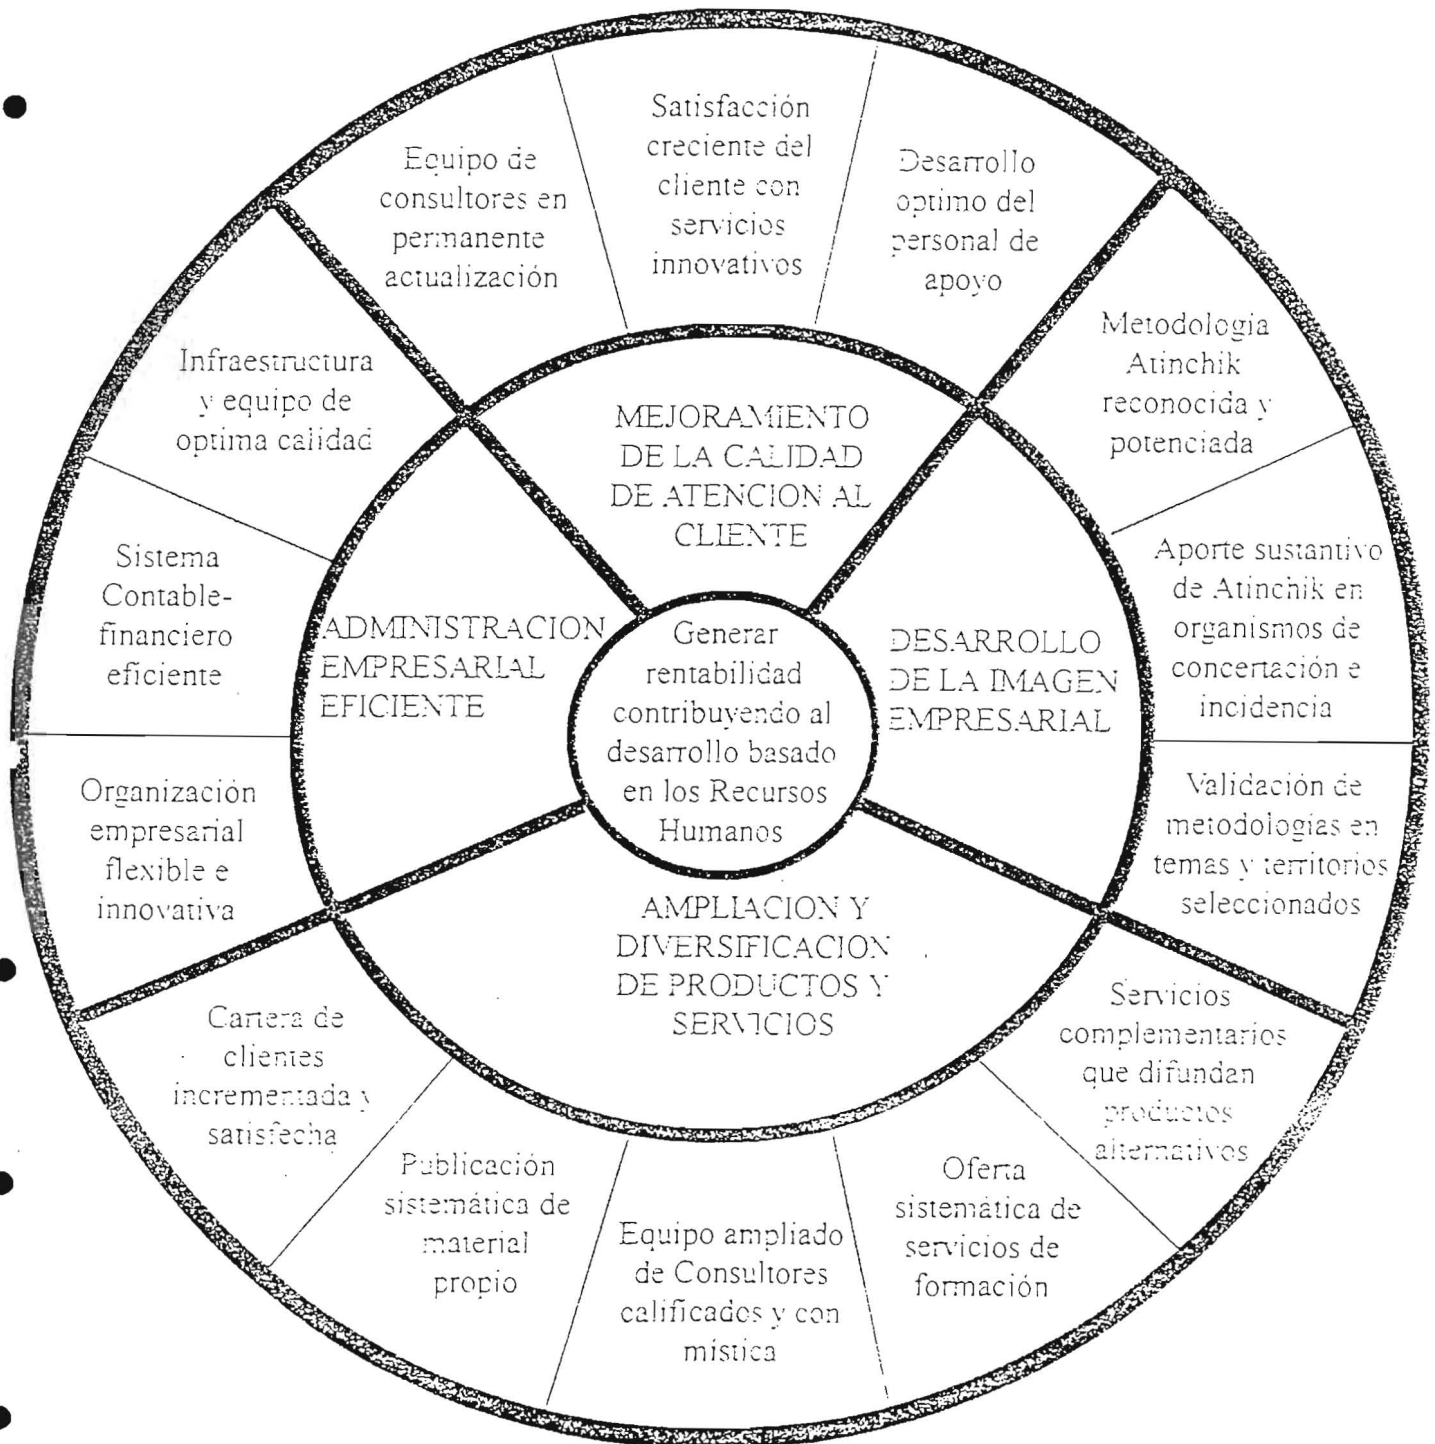 Satisfacción
creciente del
cliente con
servicios
innovativos
Equipo de
consultores en
permanente
actualización
Desarrollo
optimo del
personal de
apoyo
Infraestructura
y equipo de
optima calidad
Metodologia
Atinchik
reconocida y
potenciada
MEJORAMIENTO
DE LA CALIDAD
DE ATENCION AL
CLIENTE
Sistema
Contable-
financiero
eficiente
Aporte sustantivo
de Atinchik en
organismos de
concertación e
incidencia
ADMINISTRACION
EMPRESARIAL
EFICIENTE
Generar
rentabilidad
contribuyendo al
desarrollo basado
en los Recursos
Humanos
DESARROLLO
DE LA IMAGEN
EMPRESARIAL
Organización
empresarial
flexible e
innovativa
Validación de
metodologías en
temas y territorios
seleccionados
AMPLIACION Y
DIVERSIFICACION
DE PRODUCTOS Y
SERVICIOS
Cartera de
clientes
incrementada y
satisfecha
Servicios
complementarios
que difundan
productos
alternativos
Publicación
sistemática de
material
propio
Equipo ampliado
de Consultores
calificados y con
mística
Oferta
sistemática de
servicios de
formación